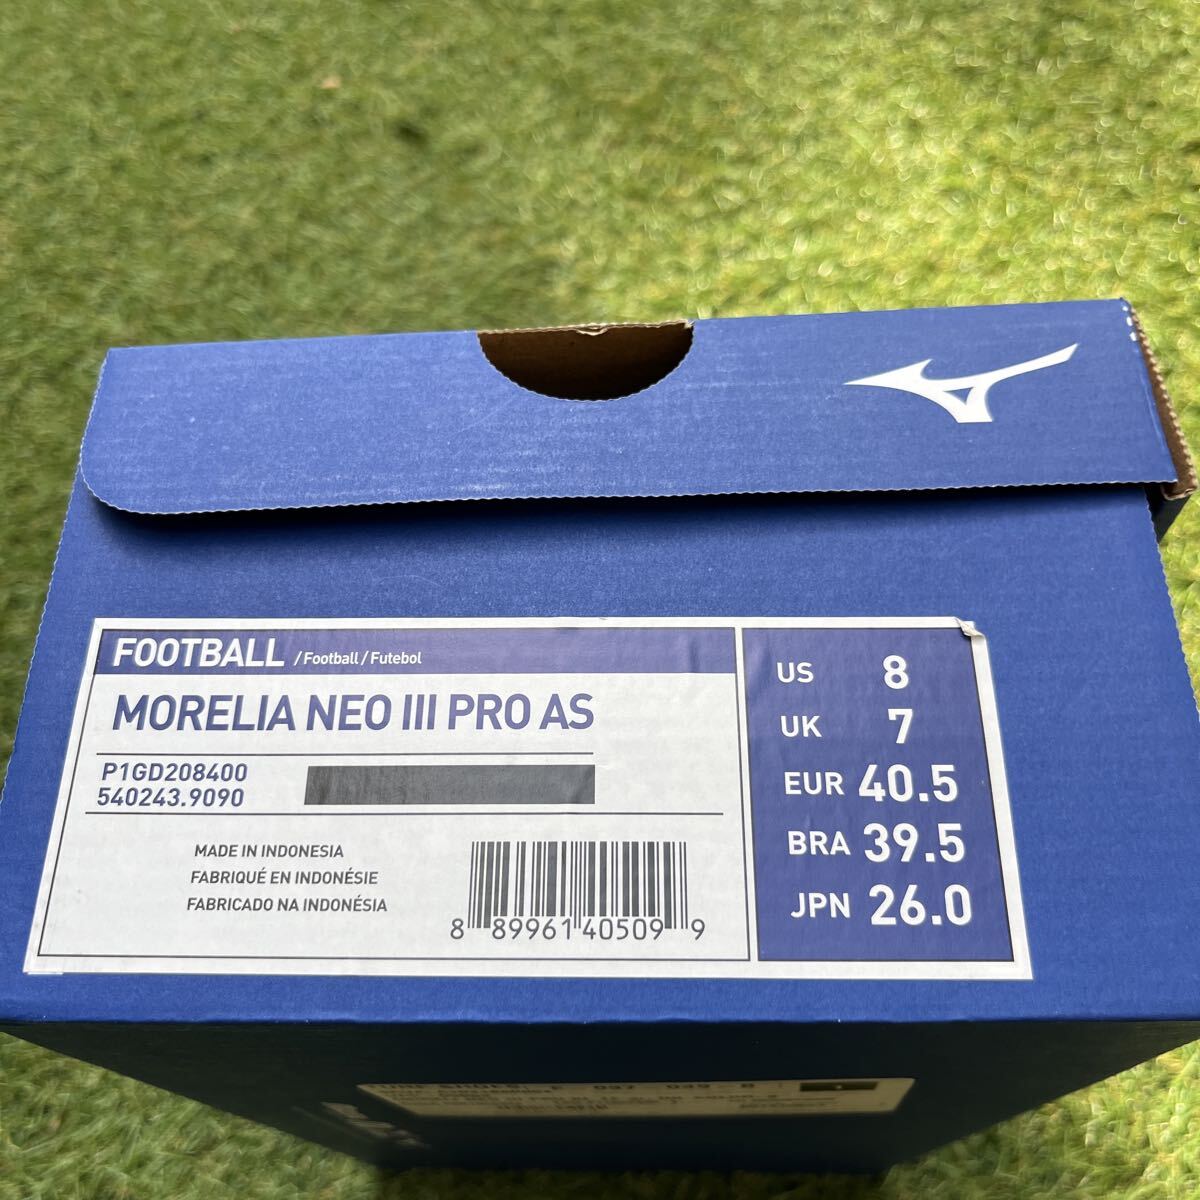 FOOTBALL / Football / Futebol
MORELIA NEO III PRO AS
P1GD208400
540243.9090
MADE IN INDONESIA
FABRIQUÉ EN INDONÉSIE
FABRICADO NA INDONÉSIA
8 89961 40509 9
US 8
UK 7
EUR 40.5
BRA 39.5
JPN 26.0